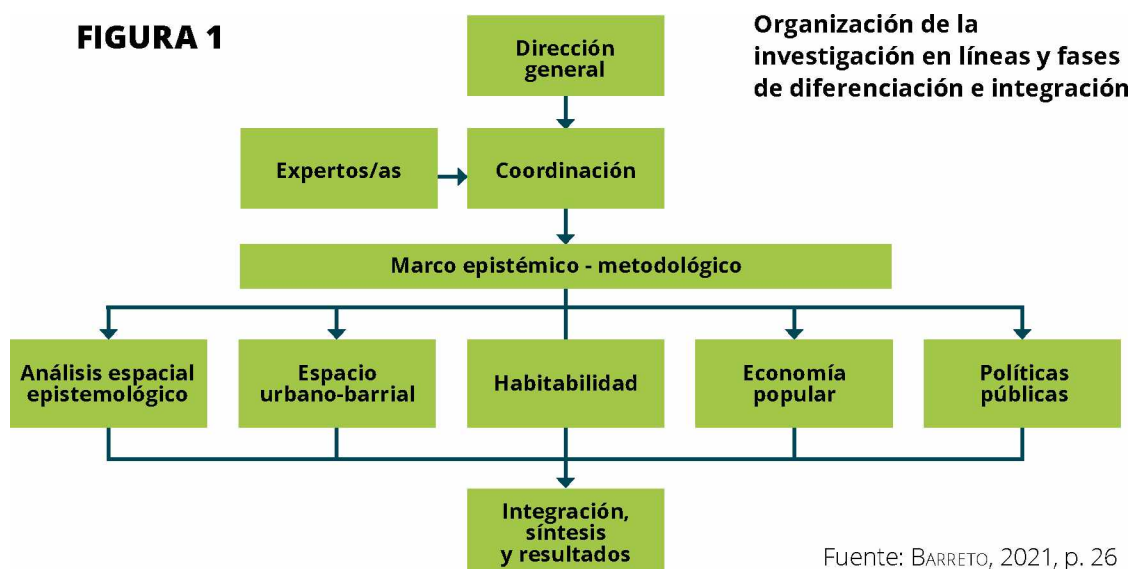 FIGURA 1
Organización de la
investigación en líneas y fases
de diferenciación e integración
Dirección
general
Expertos/as
Coordinación
Marco epistémico - metodológico
Análisis espacial
epistemológico
Espacio
urbano-barrial
Habitabilidad
Economía
popular
Políticas
públicas
Integración,
síntesis
y resultados
Fuente: BARRETO, 2021, p. 26